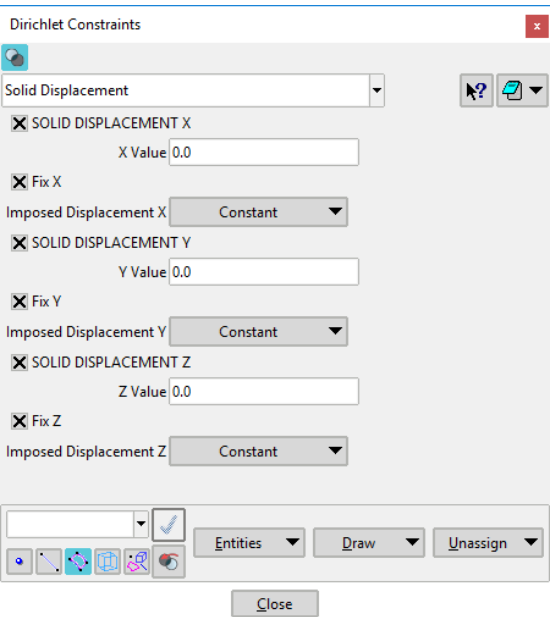 Dirichlet Constraints
x
Solid Displacement
?
SOLID DISPLACEMENT X
X Value 0.0
Fix X
Imposed Displacement X Constant
SOLID DISPLACEMENT Y
Y Value 0.0
Fix Y
Imposed Displacement Y Constant
SOLID DISPLACEMENT Z
Z Value 0.0
Fix Z
Imposed Displacement Z Constant
Entities Draw Unassign
Close